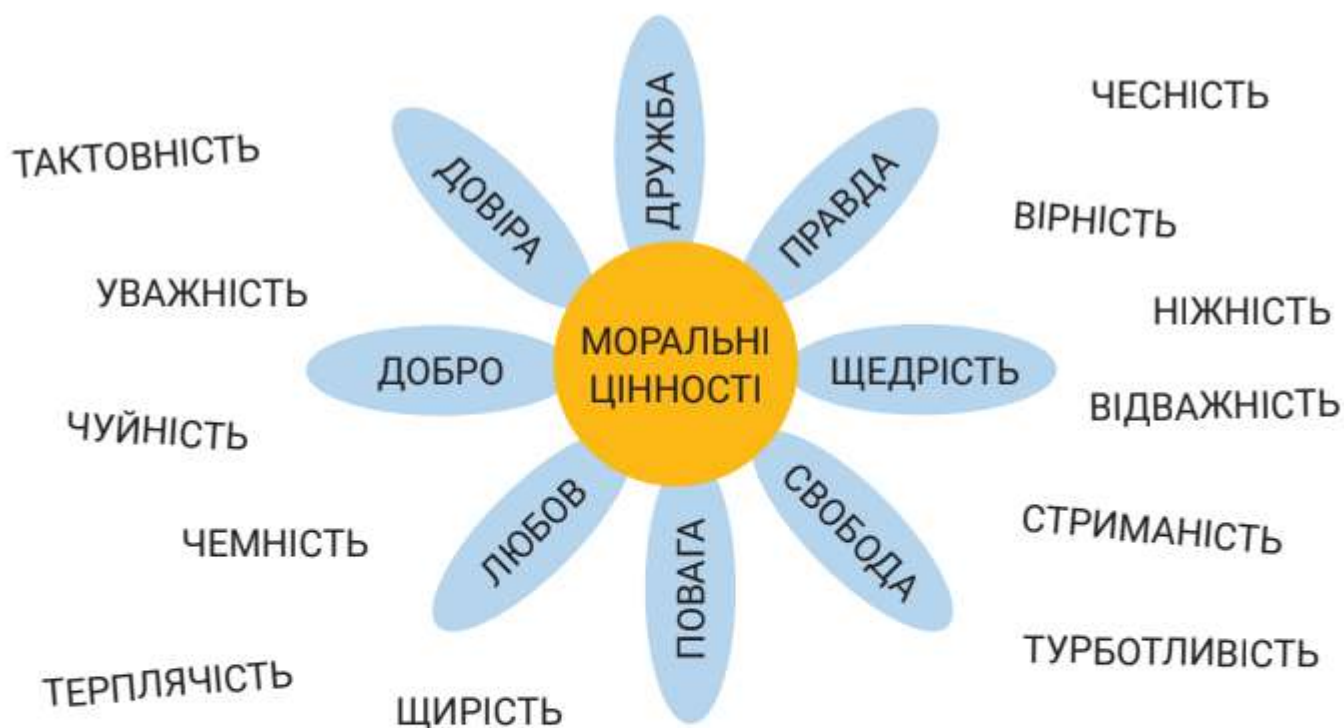 ДРУЖБА
ЧЕСНІСТЬ
ТАКТОВНІСТЬ
ДОВІРА
ПРАВДА
ВІРНІСТЬ
УВАЖНІСТЬ
НІЖНІСТЬ
ДОБРО
МОРАЛЬНІ
ЦІННОСТІ
ЩЕДРІСТЬ
ВІДВАЖНІСТЬ
ЧУЙНІСТЬ
ЧЕМНІСТЬ
ЛЮБОВ
ПОВАГА
СВОБОДА
СТРИМАНІСТЬ
ТУРБОТЛИВІСТЬ
ТЕРПЛЯЧІСТЬ
ЩИРІСТЬ